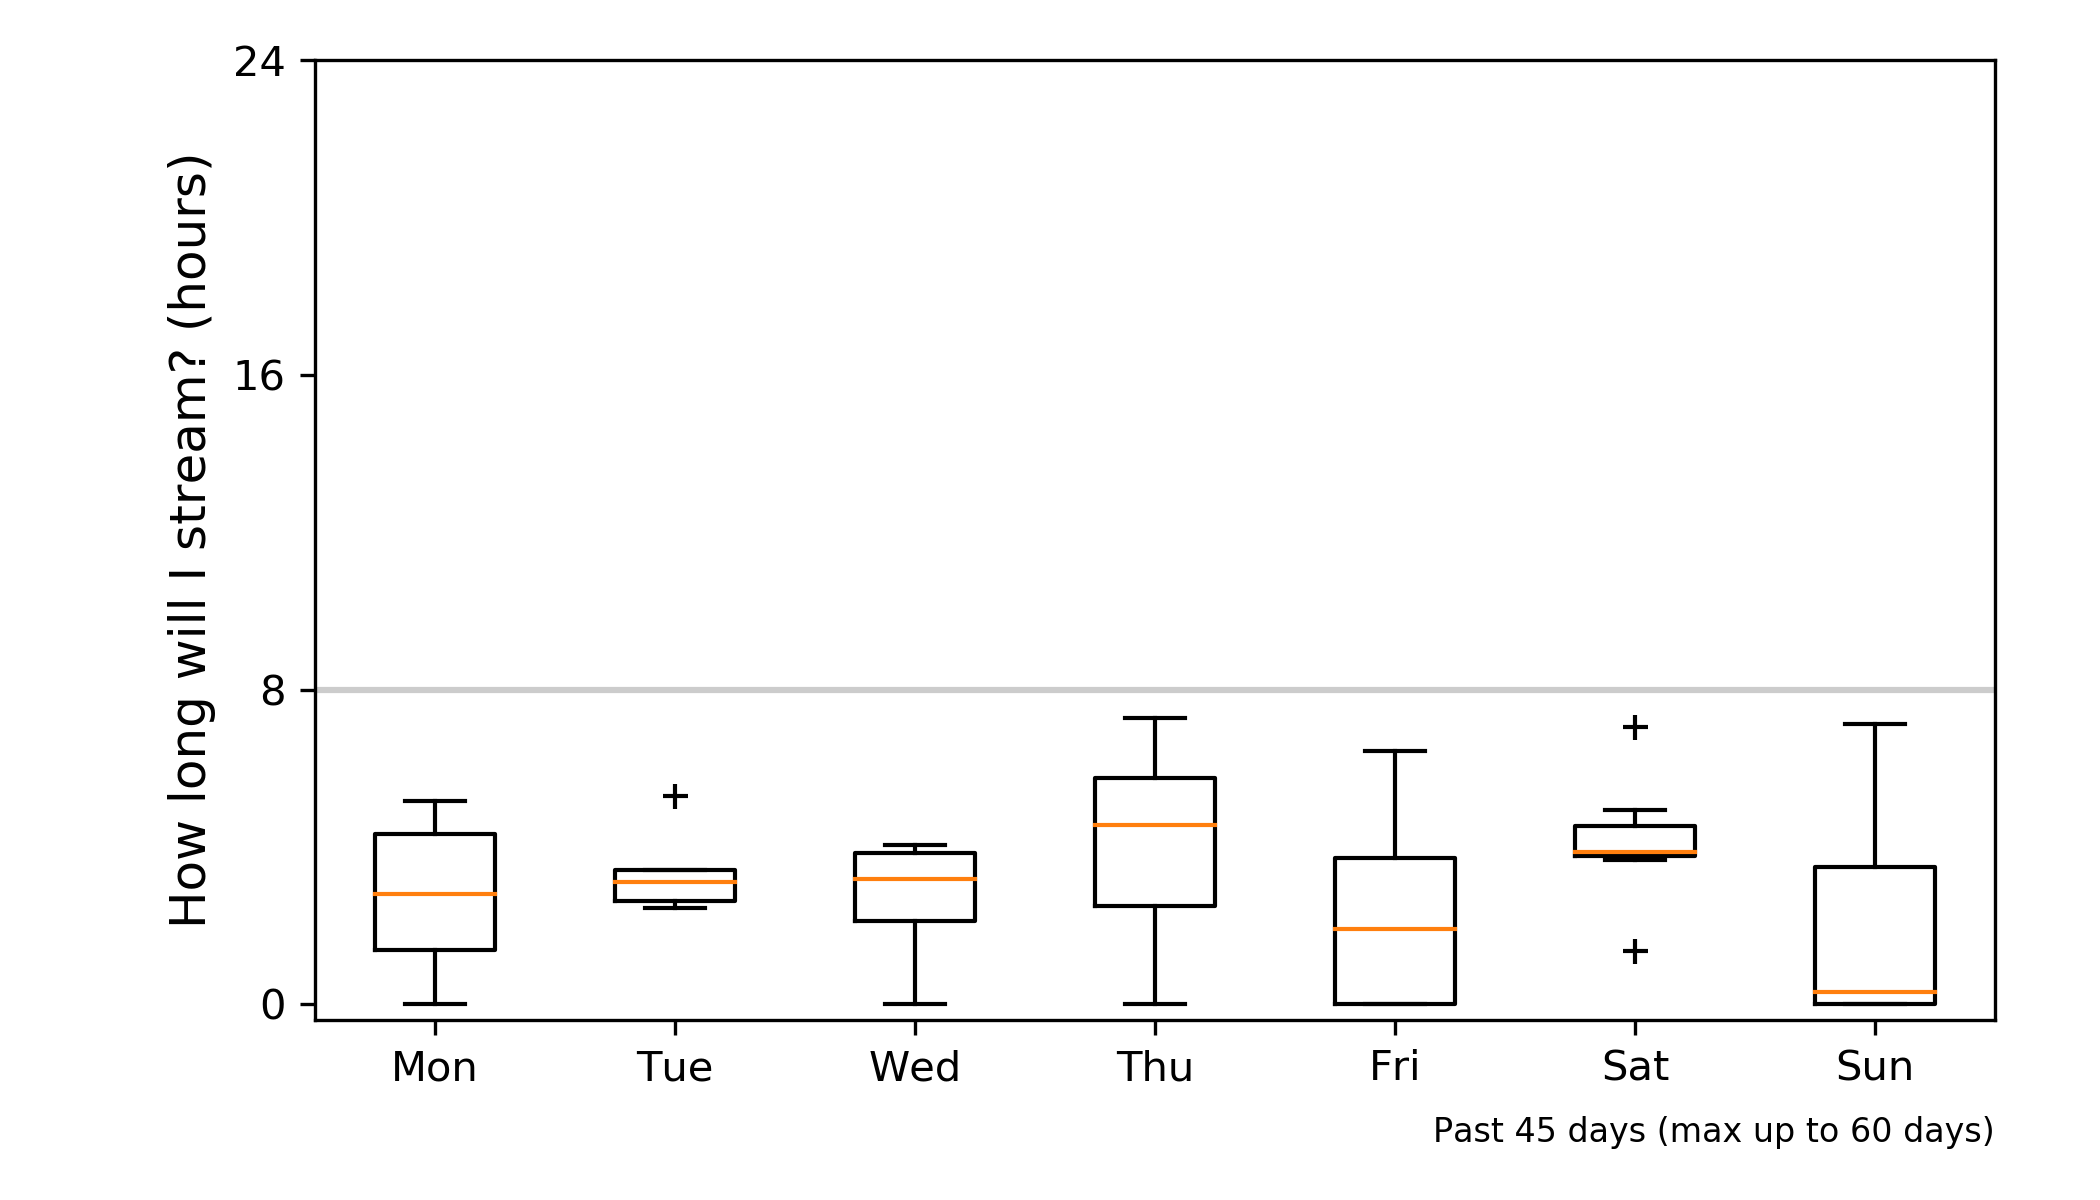 How long will I stream? (hours)
24
16
8
0
Mon Tue Wed Thu Fri Sat Sun
Past 45 days (max up to 60 days)